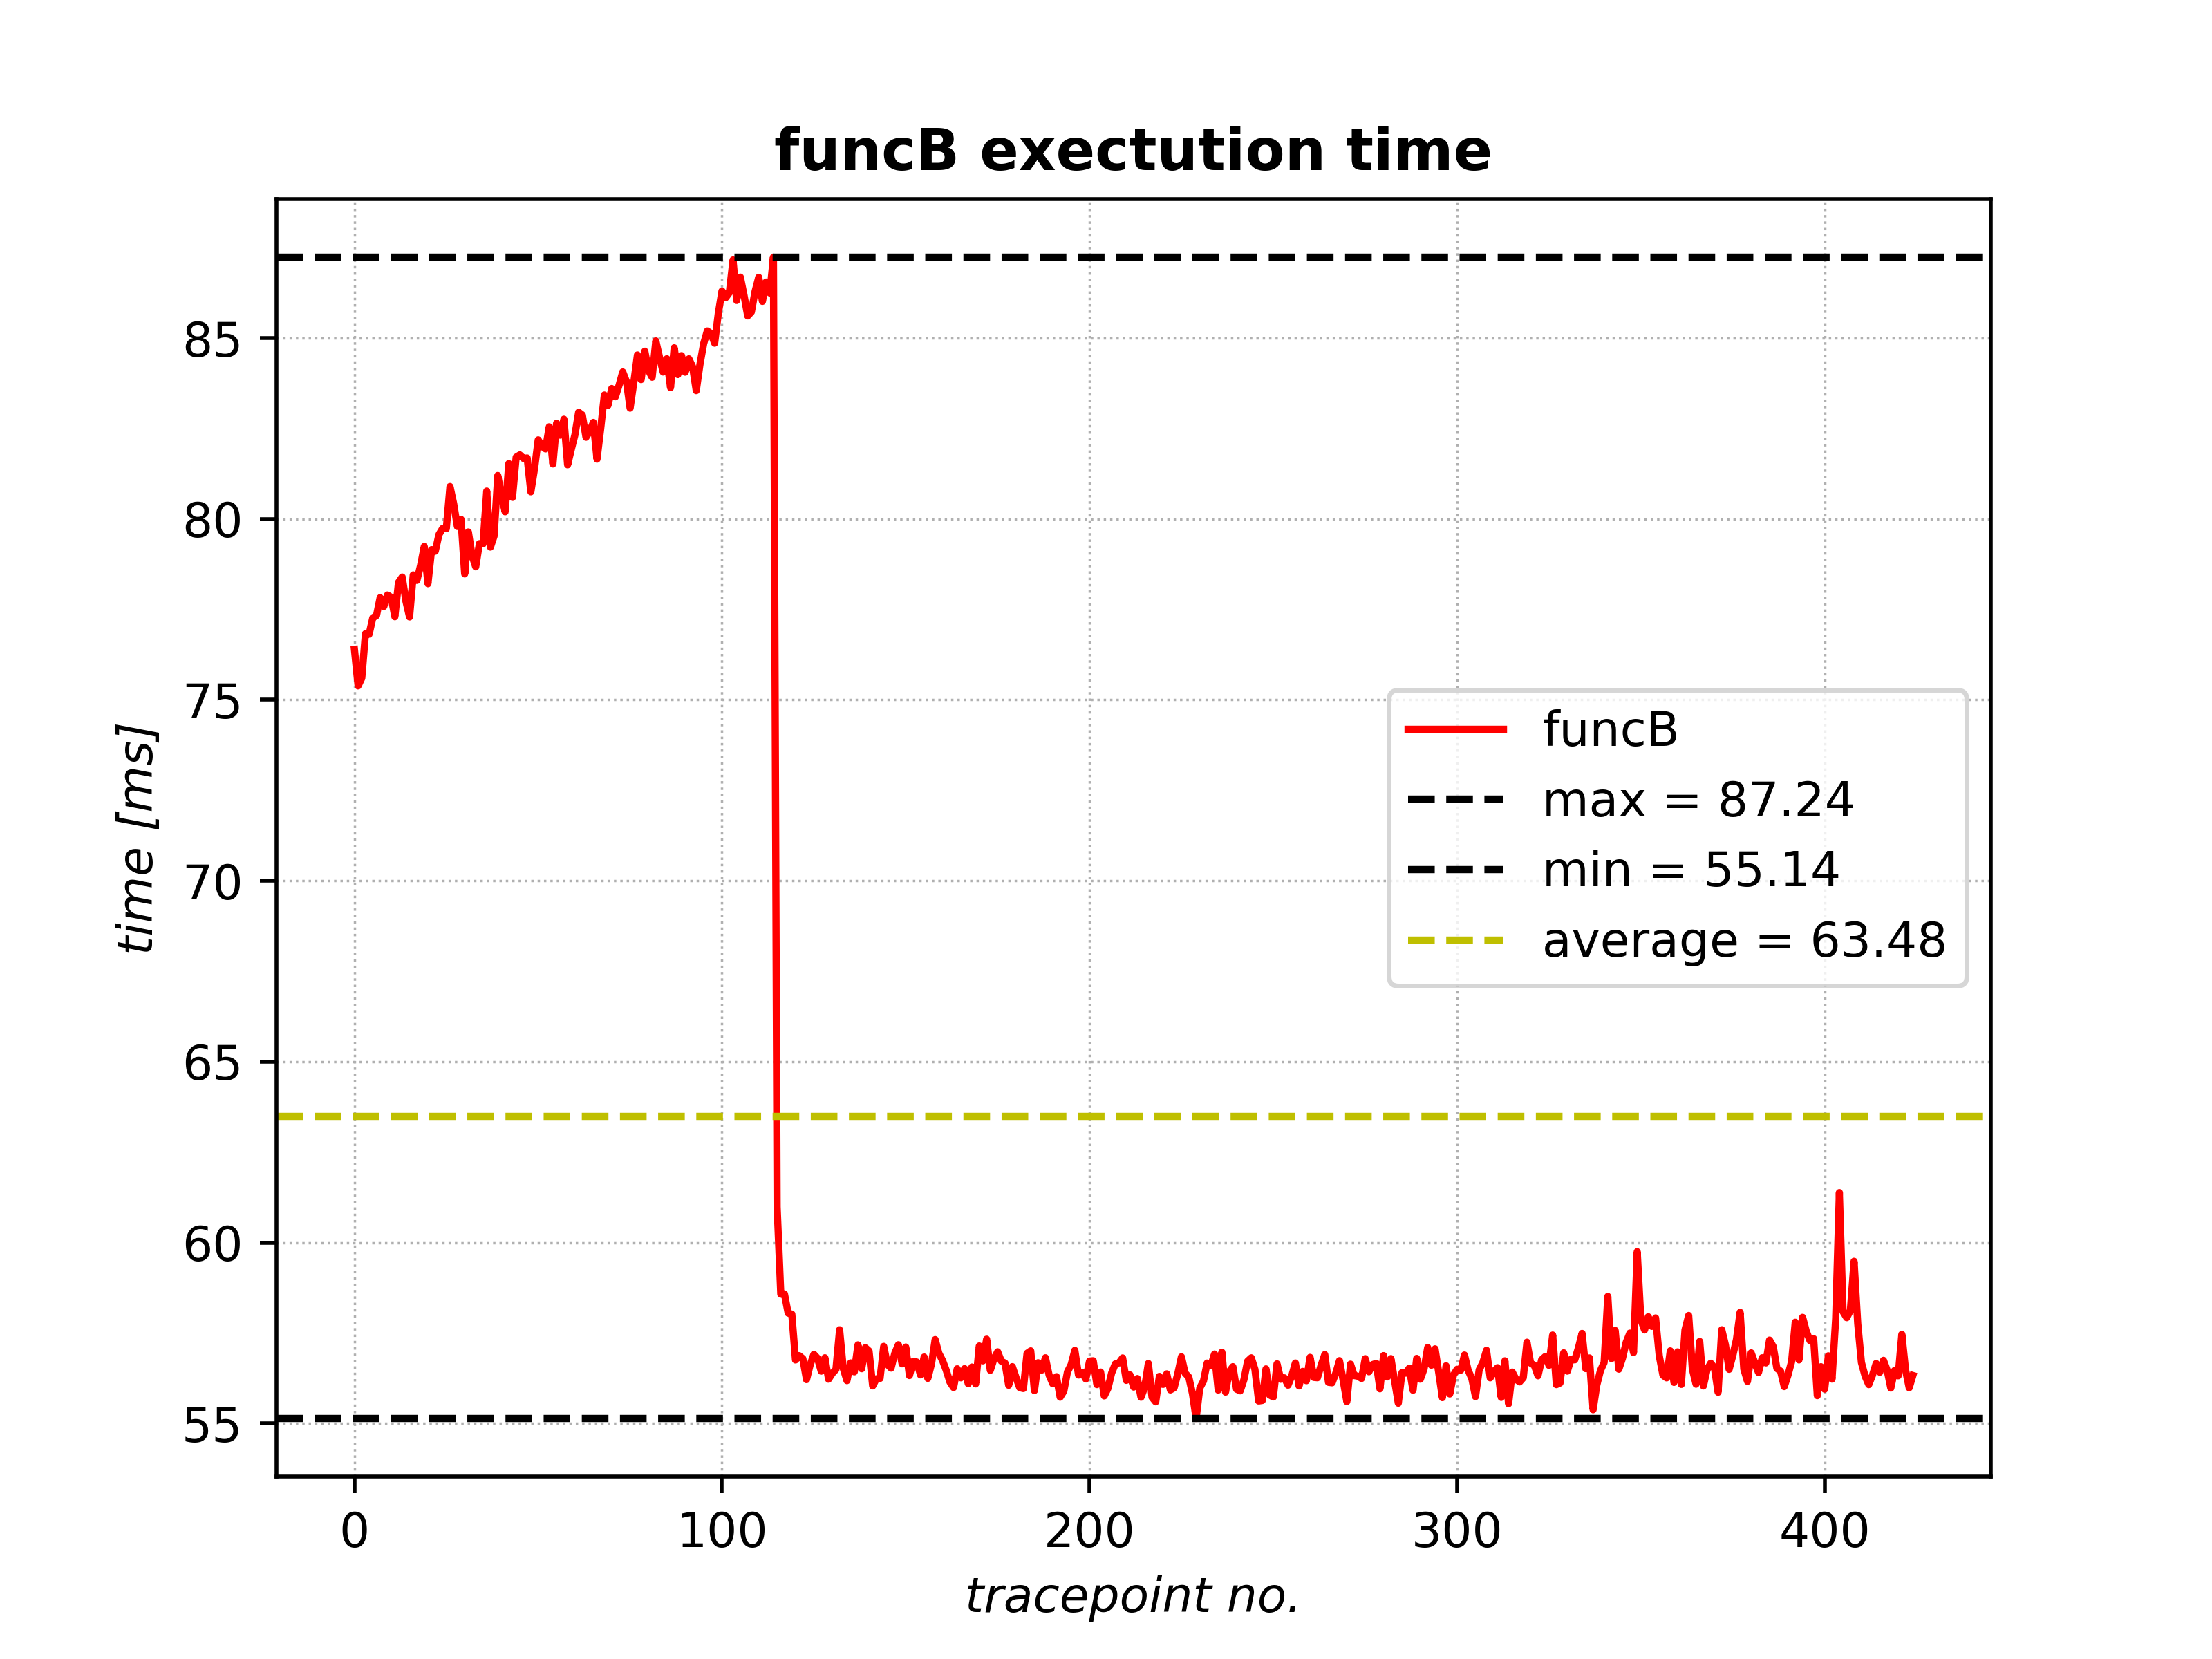 funcB exectution time
85
80
75
70
65
60
55
time [ms]
funcB
max = 87.24
min = 55.14
average = 63.48
0 100 200 300 400
tracepoint no.